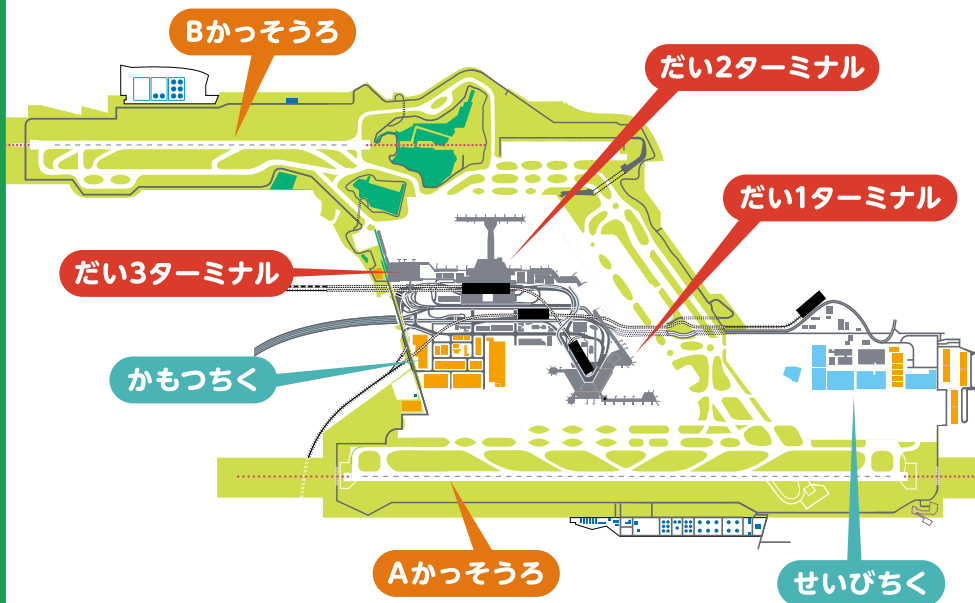 Bかっそうろ
だい2ターミナル
だい1ターミナル
だい3ターミナル
かもつちく
Aかっそうろ
せいびちく